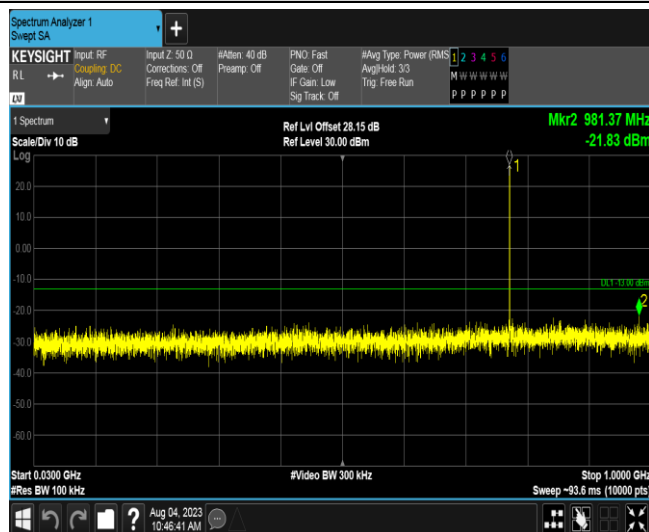 Spectrum Analyzer 1
Swept SA
+
KEYSIGHT Input: RF Input Z: 50 Ω #Atten: 40 dB PNO: Fast #Avg Type: Power (RMS 1 2 3 4 5 6
RL Coupling: DC Corrections: Off Preamp: Off Gate: Off Avg|Hold: 3/3 M W W W W W
Align: Auto Freq Ref: Int (S) IF Gain: Low Trig: Free Run
LXI Sig Track: Off P P P P P P
1 Spectrum Ref Lvl Offset 28.15 dB Mkr2 981.37 MHz
Scale/Div 10 dB Ref Level 30.00 dBm -21.83 dBm
Log
1
20.0
10.0
0.00
-10.0
DL1 -13.00 dBm
2
-20.0
-30.0
-40.0
-50.0
-60.0
Start 0.0300 GHz #Video BW 300 kHz Stop 1.0000 GHz
#Res BW 100 kHz Sweep ~93.6 ms (10000 pts)
? Aug 04, 2023
10:46:41 AM